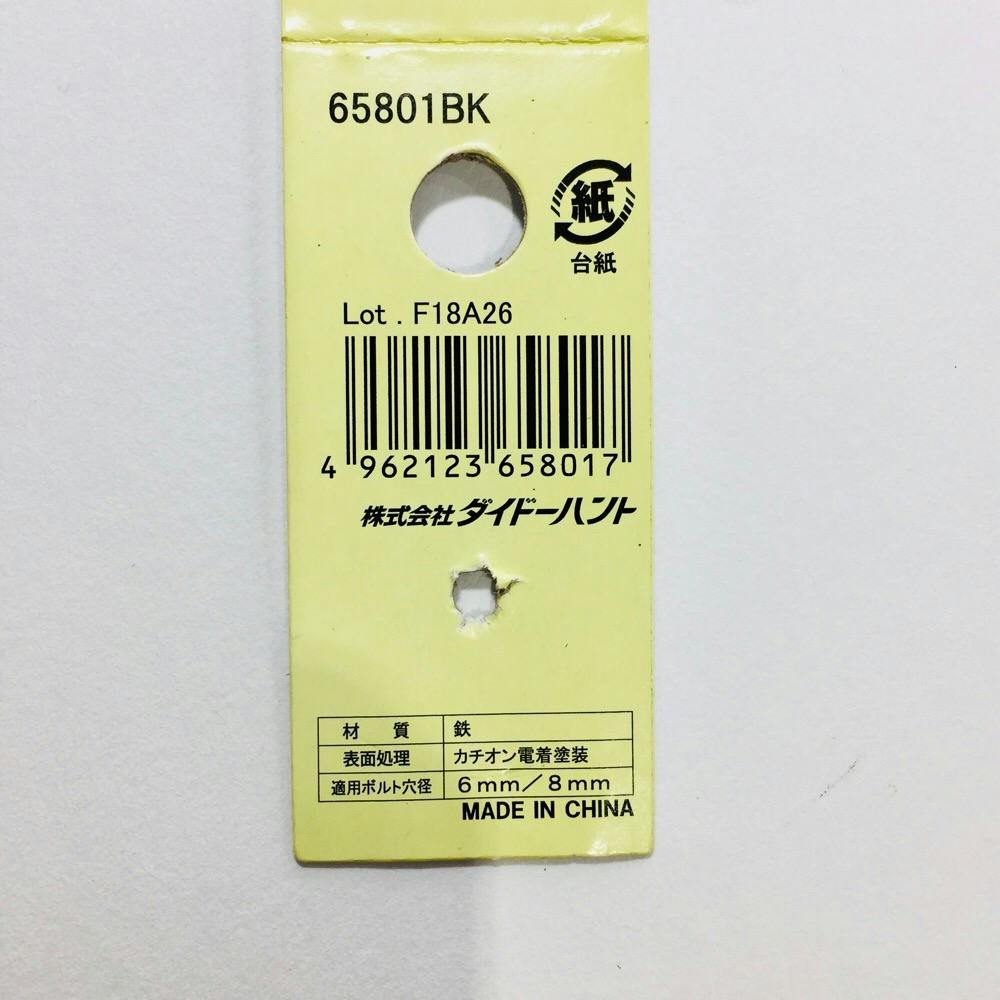 65801BK
紙
台紙
Lot . F18A26
4 962123 658017
株式会社ダイドーハント
材　質 鉄
表面処理 カチオン電着塗装
適用ボルト穴径 6mm／8mm
MADE IN CHINA